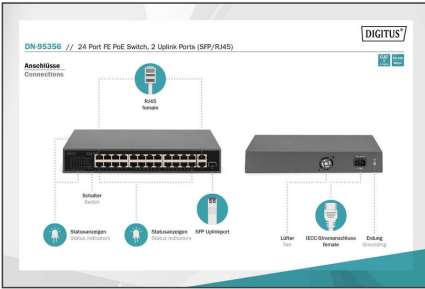 DIGITUS®
DN-95356 // 24 Port FE PoE Switch, 2 Uplink Ports (SFP/RJ45)
Anschlüsse
Connections
RJ45
female
Schalter
Switch
Statusanzeigen
Status indicators
Statusanzeigen
Status indicators
SFP Uplinkport
Lüfter
Fan
IEC-Stromanschluss
female
Erdung
Grounding